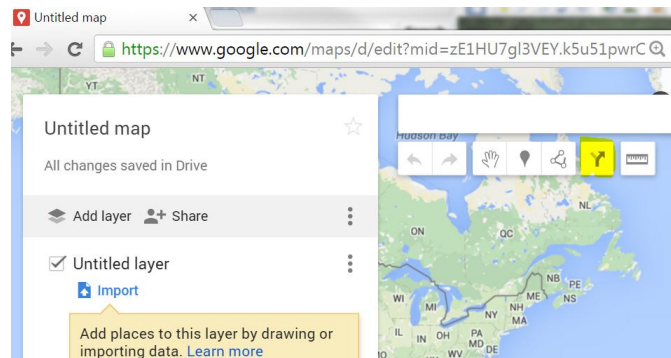 Untitled map
https://www.google.com/maps/d/edit?mid=zE1HU7gl3VEY.k5u51pwrC
YT
NT
Hudson Bay
Untitled map
All changes saved in Drive
Add layer
Share
Untitled layer
Import
Add places to this layer by drawing or
importing data. Learn more
NL
ON
QC
NB
PE
WI
MI
ME
NS
NH
NY
MA
IL
IN
OH
PA
MD
DE
WV